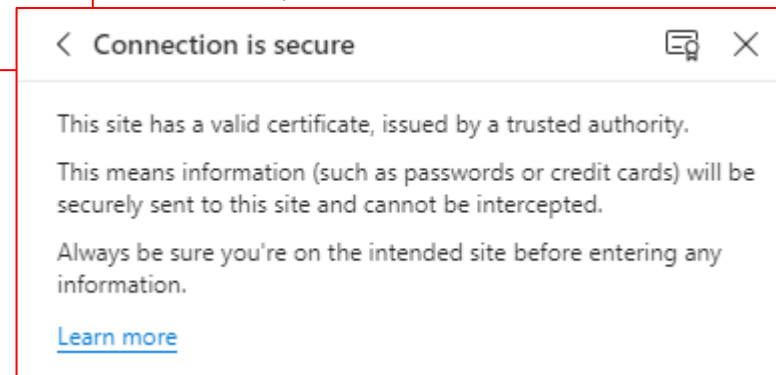 Connection is secure
This site has a valid certificate, issued by a trusted authority.
This means information (such as passwords or credit cards) will be
securely sent to this site and cannot be intercepted.
Always be sure you're on the intended site before entering any
information.
Learn more